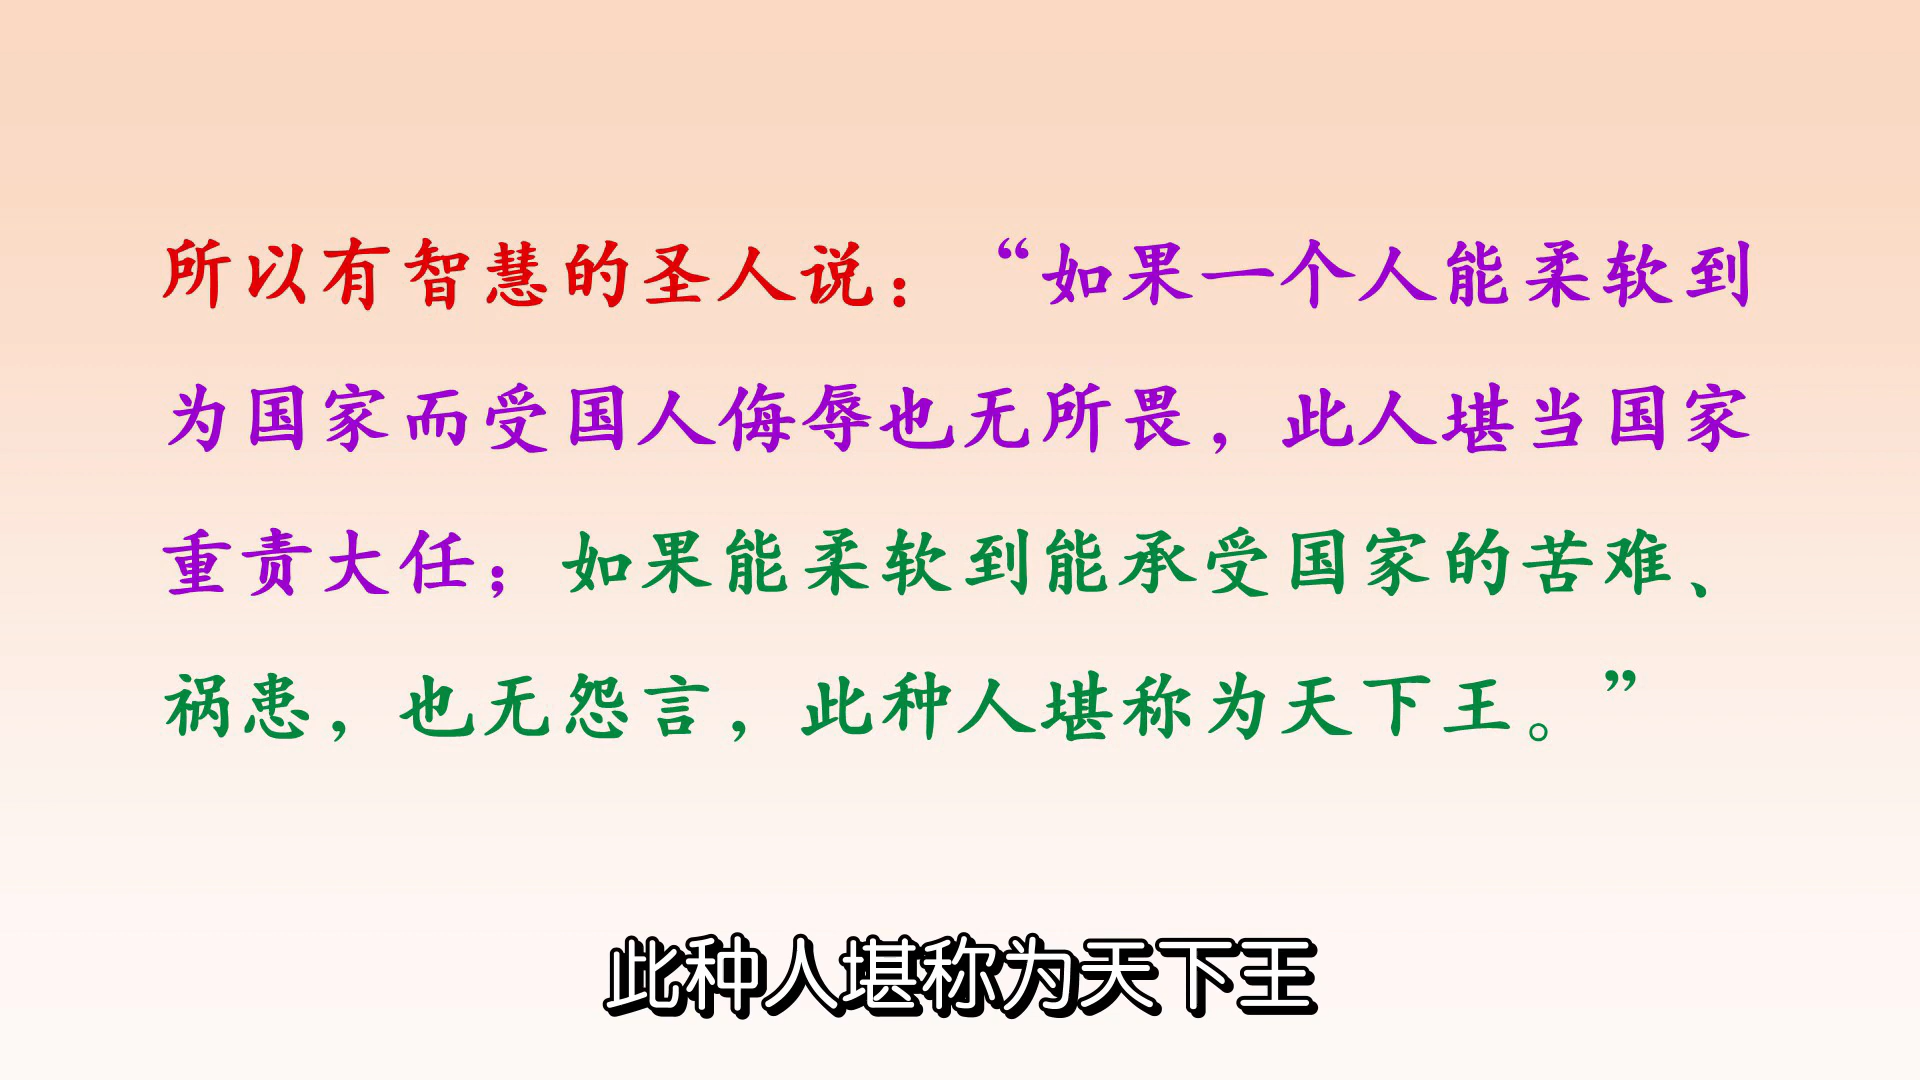 所以有智慧的圣人说：“如果一个人能柔软到
为国家而受国人侮辱也无所畏，此人堪当国家
重责大任；如果能柔软到能承受国家的苦难、
祸患，也无怨言，此种人堪称为天下王。”
此种人堪称为天下王